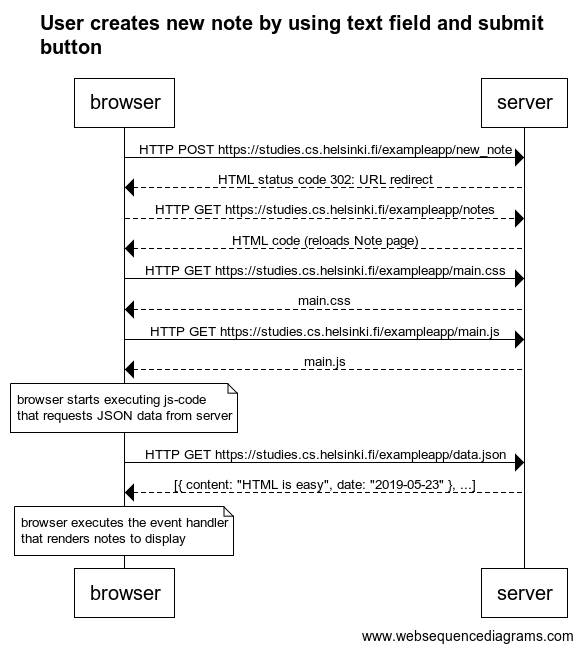 User creates new note by using text field and submit
button
browser
server
HTTP POST https://studies.cs.helsinki.fi/exampleapp/new_note
HTML status code 302: URL redirect
HTTP GET https://studies.cs.helsinki.fi/exampleapp/notes
HTML code (reloads Note page)
HTTP GET https://studies.cs.helsinki.fi/exampleapp/main.css
main.css
HTTP GET https://studies.cs.helsinki.fi/exampleapp/main.js
main.js
browser starts executing js-code
that requests JSON data from server
HTTP GET https://studies.cs.helsinki.fi/exampleapp/data.json
[{ content: "HTML is easy", date: "2019-05-23" }, ...]
browser executes the event handler
that renders notes to display
browser
server
www.websequencediagrams.com